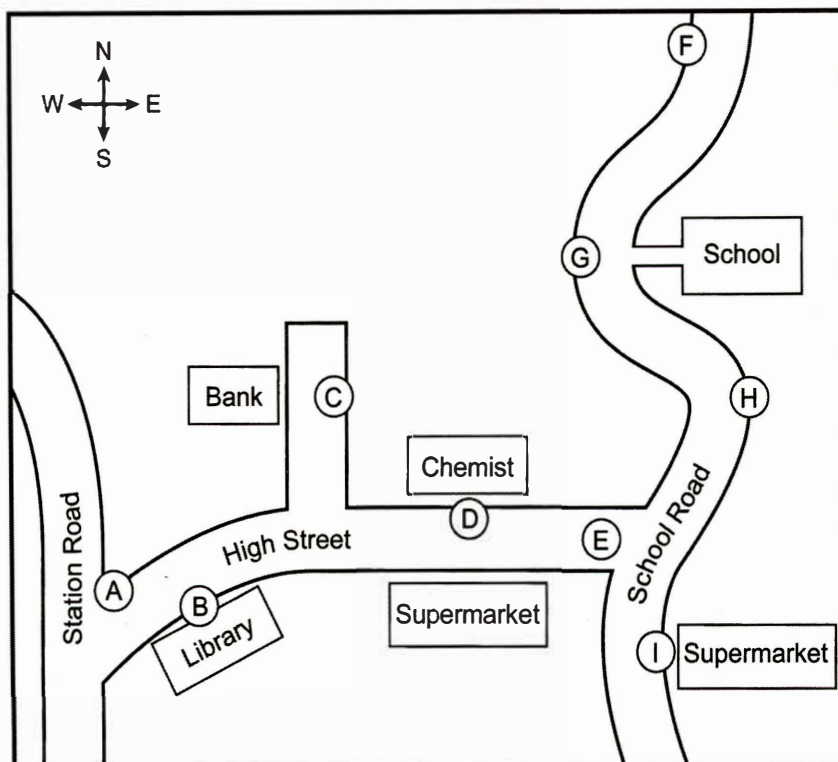 F
N
W E
S
G
School
Bank
C
H
Chemist
D
Station Road
High Street
E
School Road
A
B
Library
Supermarket
I
Supermarket